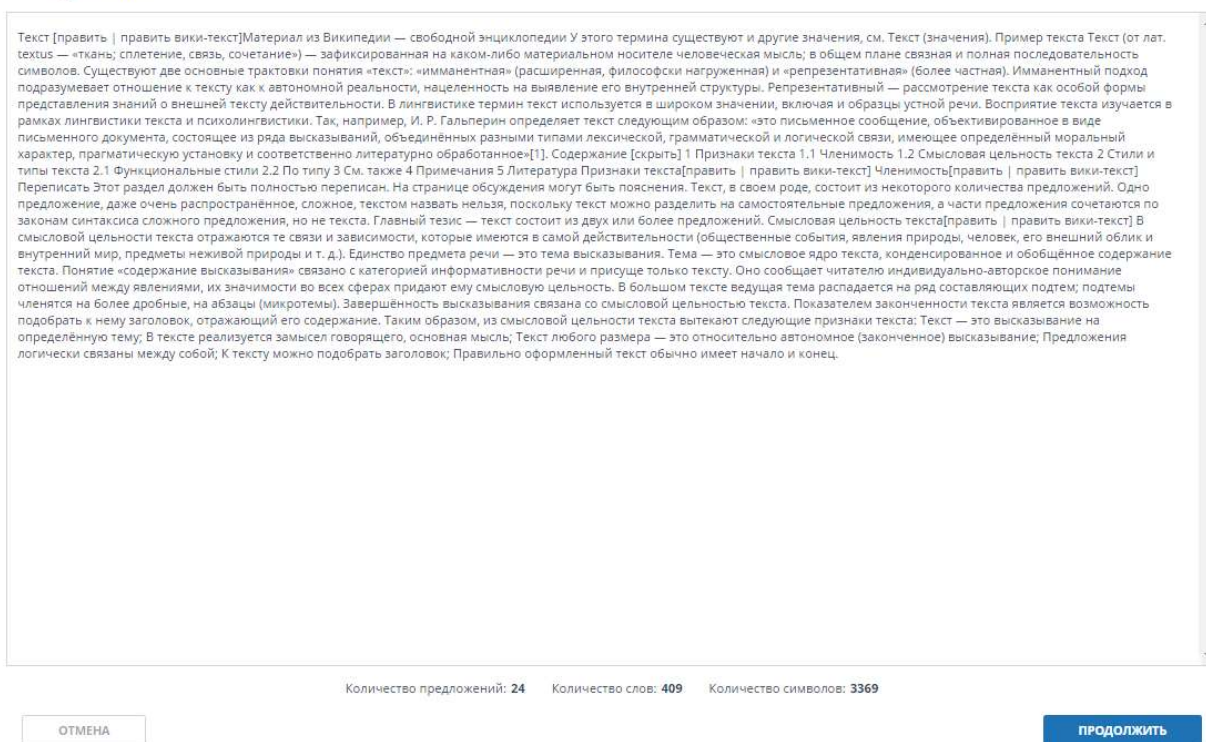 Текст [править | править вики-текст]Материал из Википедии — свободной энциклопедии У этого термина существуют и другие значения, см. Текст (значения). Пример текста Текст (от лат.
textus — «ткань; сплетение, связь, сочетание») — зафиксированная на каком-либо материальном носителе человеческая мысль; в общем плане связная и полная последовательность
символов. Существуют две основные трактовки понятия «текст»: «имманентная» (расширенная, философски нагруженная) и «репрезентативная» (более частная). Имманентный подход
подразумевает отношение к тексту как к автономной реальности, нацеленность на выявление его внутренней структуры. Репрезентативный — рассмотрение текста как особой формы
представления знаний о внешней тексту действительности. В лингвистике термин текст используется в широком значении, включая и образцы устной речи. Восприятие текста изучается в
рамках лингвистики текста и психолингвистики. Так, например, И. Р. Гальперин определяет текст следующим образом: «это письменное сообщение, объективированное в виде
письменного документа, состоящее из ряда высказываний, объединённых разными типами лексической, грамматической и логической связи, имеющее определённый моральный
характер, прагматическую установку и соответственно литературно обработанное»[1]. Содержание [скрыть] 1 Признаки текста 1.1 Членимость 1.2 Смысловая цельность текста 2 Стили и
типы текста 2.1 Функциональные стили 2.2 По типу 3 См. также 4 Примечания 5 Литература Признаки текста[править | править вики-текст] Членимость[править | править вики-текст]
Переписать Этот раздел должен быть полностью переписан. На странице обсуждения могут быть пояснения. Текст, в своем роде, состоит из некоторого количества предложений. Одно
предложение, даже очень распространённое, сложное, текстом назвать нельзя, поскольку текст можно разделить на самостоятельные предложения, а части предложения сочетаются по
законам синтаксиса сложного предложения, но не текста. Главный тезис — текст состоит из двух или более предложений. Смысловая цельность текста[править | править вики-текст] В
смысловой цельности текста отражаются те связи и зависимости, которые имеются в самой действительности (общественные события, явления природы, человек, его внешний облик и
внутренний мир, предметы неживой природы и т. д.). Единство предмета речи — это тема высказывания. Тема — это смысловое ядро текста, конденсированное и обобщённое содержание
текста. Понятие «содержание высказывания» связано с категорией информативности речи и присуще только тексту. Оно сообщает читателю индивидуально-авторское понимание
отношений между явлениями, их значимости во всех сферах придают ему смысловую цельность. В большом тексте ведущая тема распадается на ряд составляющих подтем; подтемы
членятся на более дробные, на абзацы (микротемы). Завершённость высказывания связана со смысловой цельностью текста. Показателем законченности текста является возможность
подобрать к нему заголовок, отражающий его содержание. Таким образом, из смысловой цельности текста вытекают следующие признаки текста: Текст — это высказывание на
определённую тему; В тексте реализуется замысел говорящего, основная мысль; Текст любого размера — это относительно автономное (законченное) высказывание; Предложения
логически связаны между собой; К тексту можно подобрать заголовок; Правильно оформленный текст обычно имеет начало и конец.
Количество предложений: 24 Количество слов: 409 Количество символов: 3369
ОТМЕНА ПРОДОЛЖИТЬ